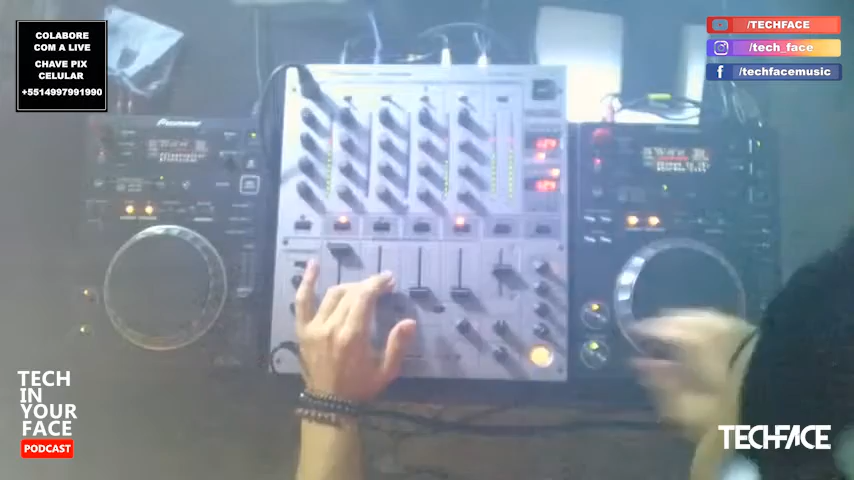 COLABORE
COM A LIVE
CHAVE PIX
CELULAR
+5514997991990
/TECHFACE
/tech_face
/techfacemusic
Pioneer
TECH
IN
YOUR
FACE
PODCAST
TECHFACE